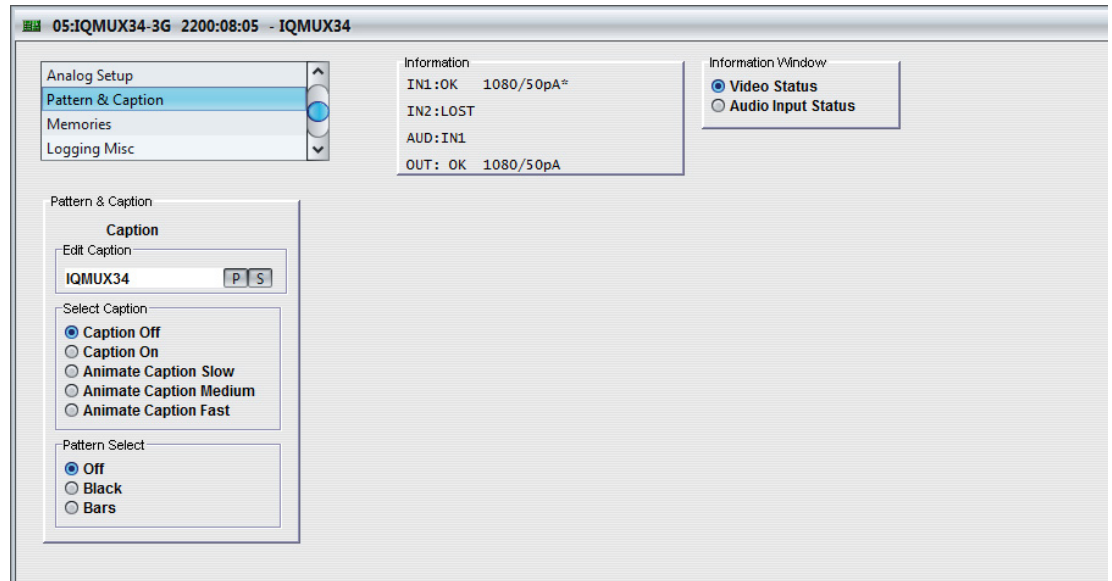 05:IQMUX34-3G 2200:08:05 - IQMUX34
Analog Setup
Pattern & Caption
Memories
Logging Misc
Information
IN1:OK 1080/50pA*
IN2:LOST
AUD:IN1
OUT: OK 1080/50pA
Information Window
Video Status
Audio Input Status
Pattern & Caption
Caption
Edit Caption
IQMUX34 P S
Select Caption
Caption Off
Caption On
Animate Caption Slow
Animate Caption Medium
Animate Caption Fast
Pattern Select
Off
Black
Bars